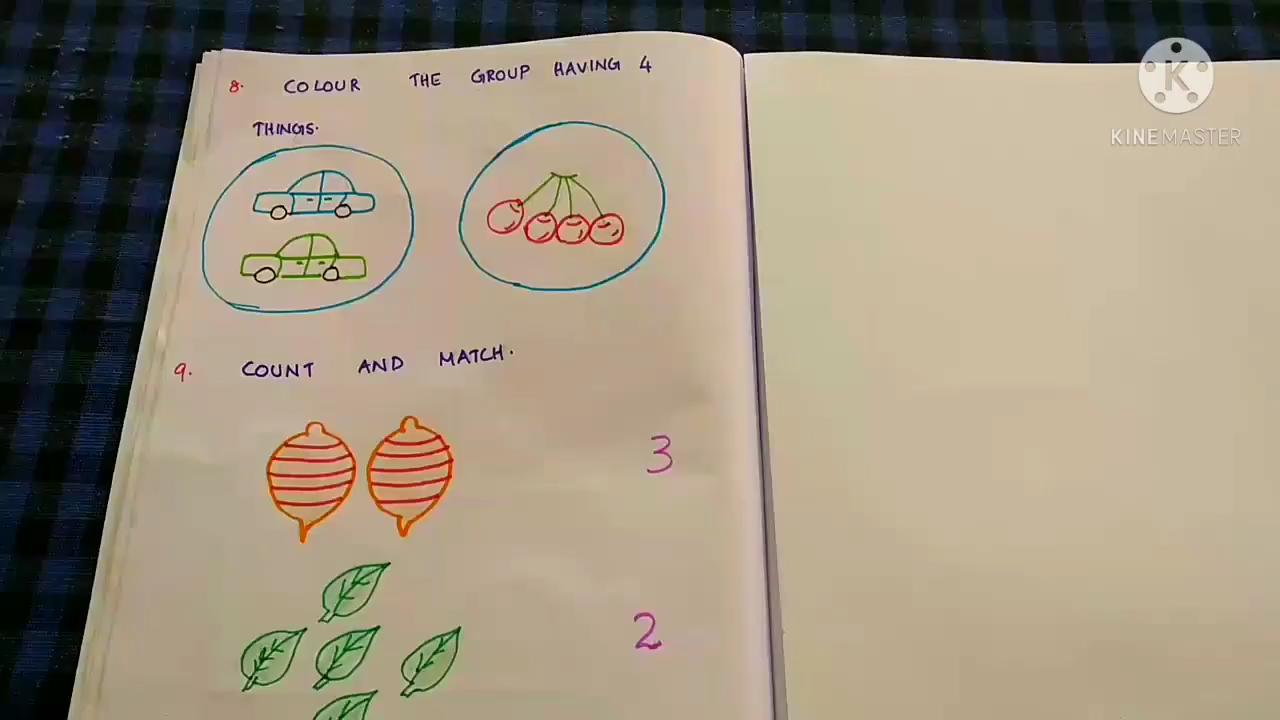 8. COLOUR THE GROUP HAVING 4
THINGS.
9. COUNT AND MATCH.
3
2
K
KINEMASTER